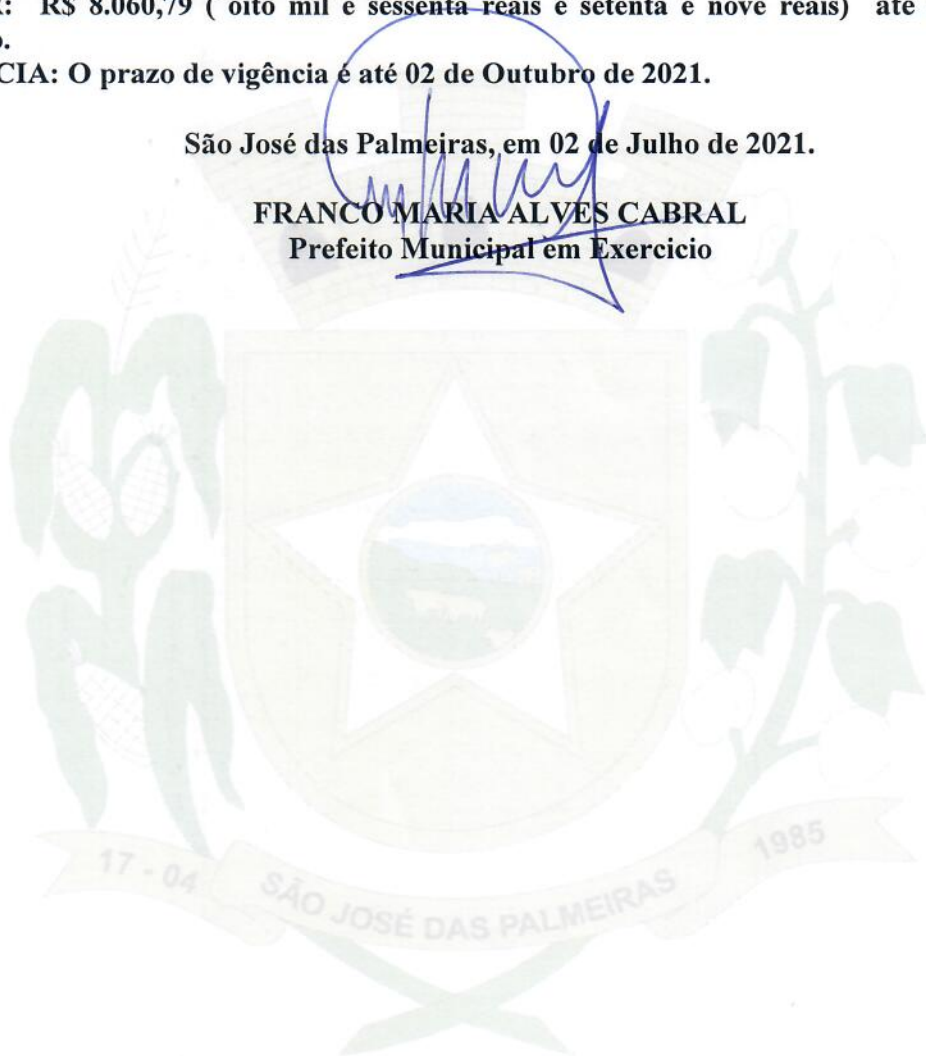 : R$ 8.060,79 ( oito mil e sessenta reais e setenta e nove reais) até
o.
CIA: O prazo de vigência é até 02 de Outubro de 2021.
São José das Palmeiras, em 02 de Julho de 2021.
FRANCO MARIA ALVES CABRAL
Prefeito Municipal em Exercicio
17 - 04
SÃO JOSÉ DAS PALMEIRAS
1985